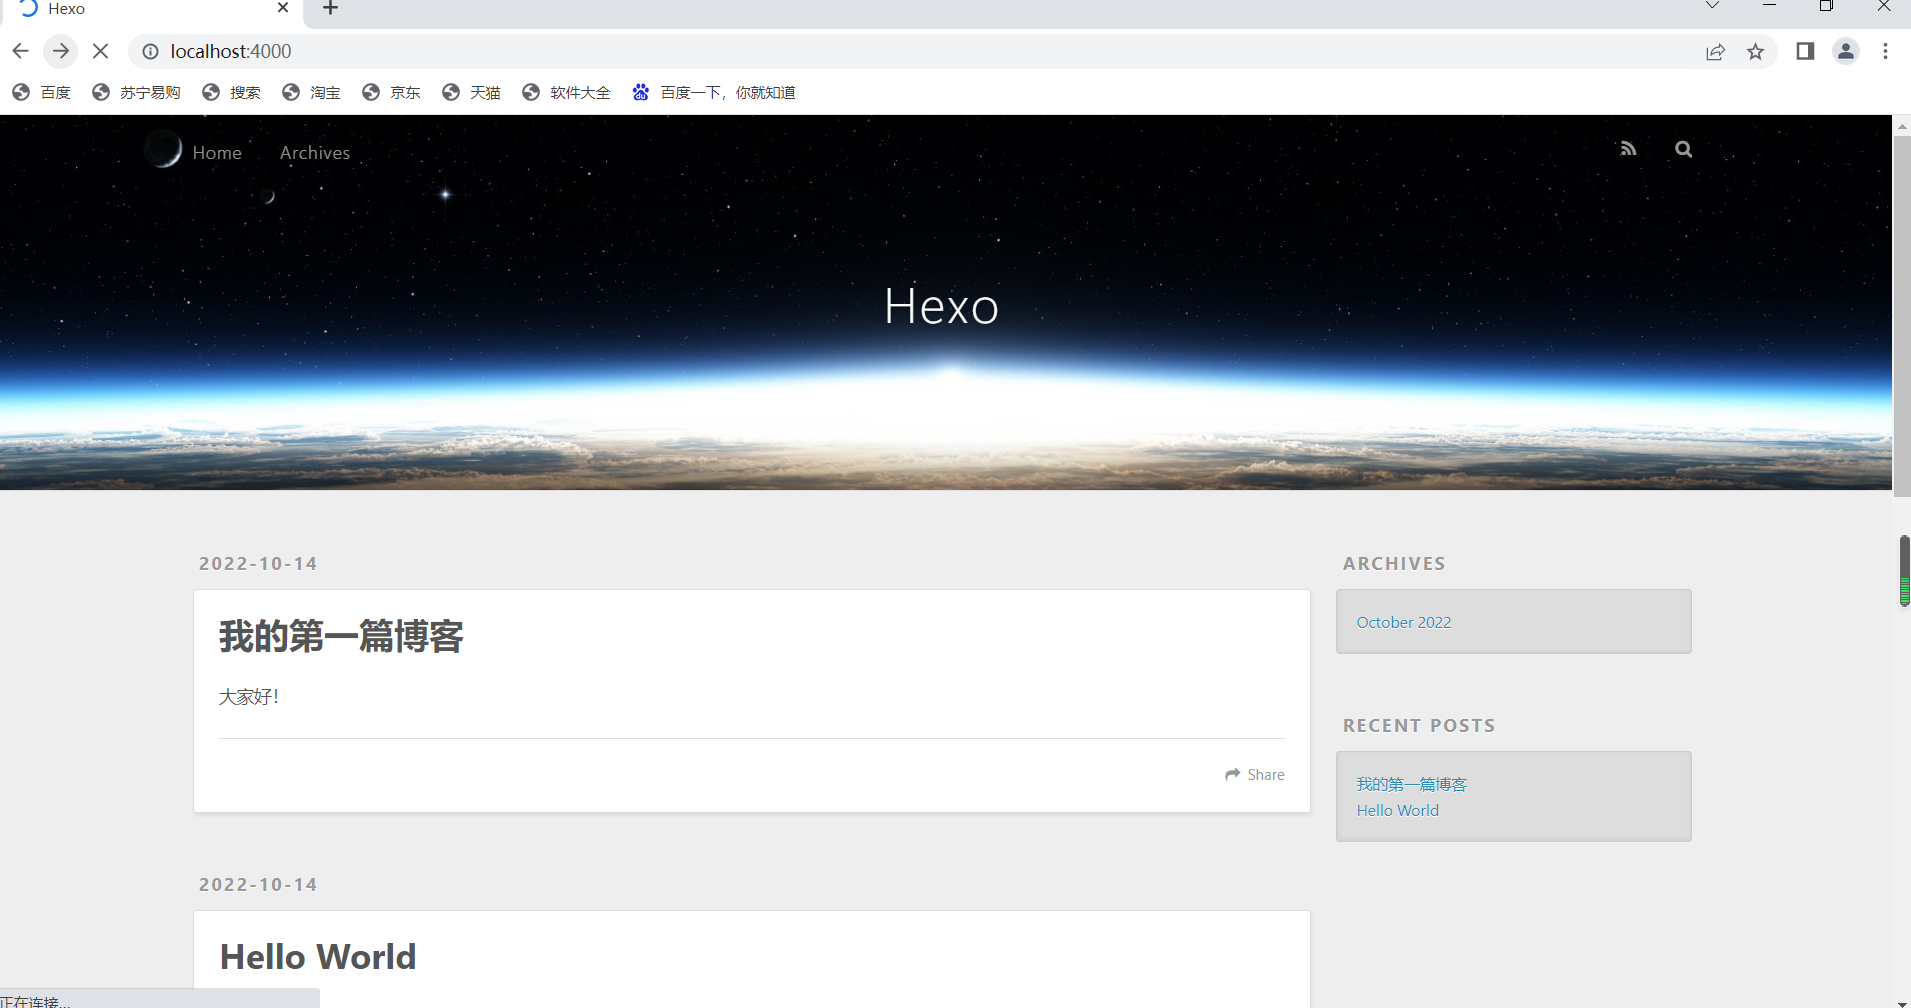 Hexo
localhost:4000
百度 苏宁易购 搜索 淘宝 京东 天猫 软件大全 百度一下，你就知道
Home Archives
Hexo
2022-10-14
我的第一篇博客
大家好！
Share
2022-10-14
Hello World
ARCHIVES
October 2022
RECENT POSTS
我的第一篇博客
Hello World
正在连接...